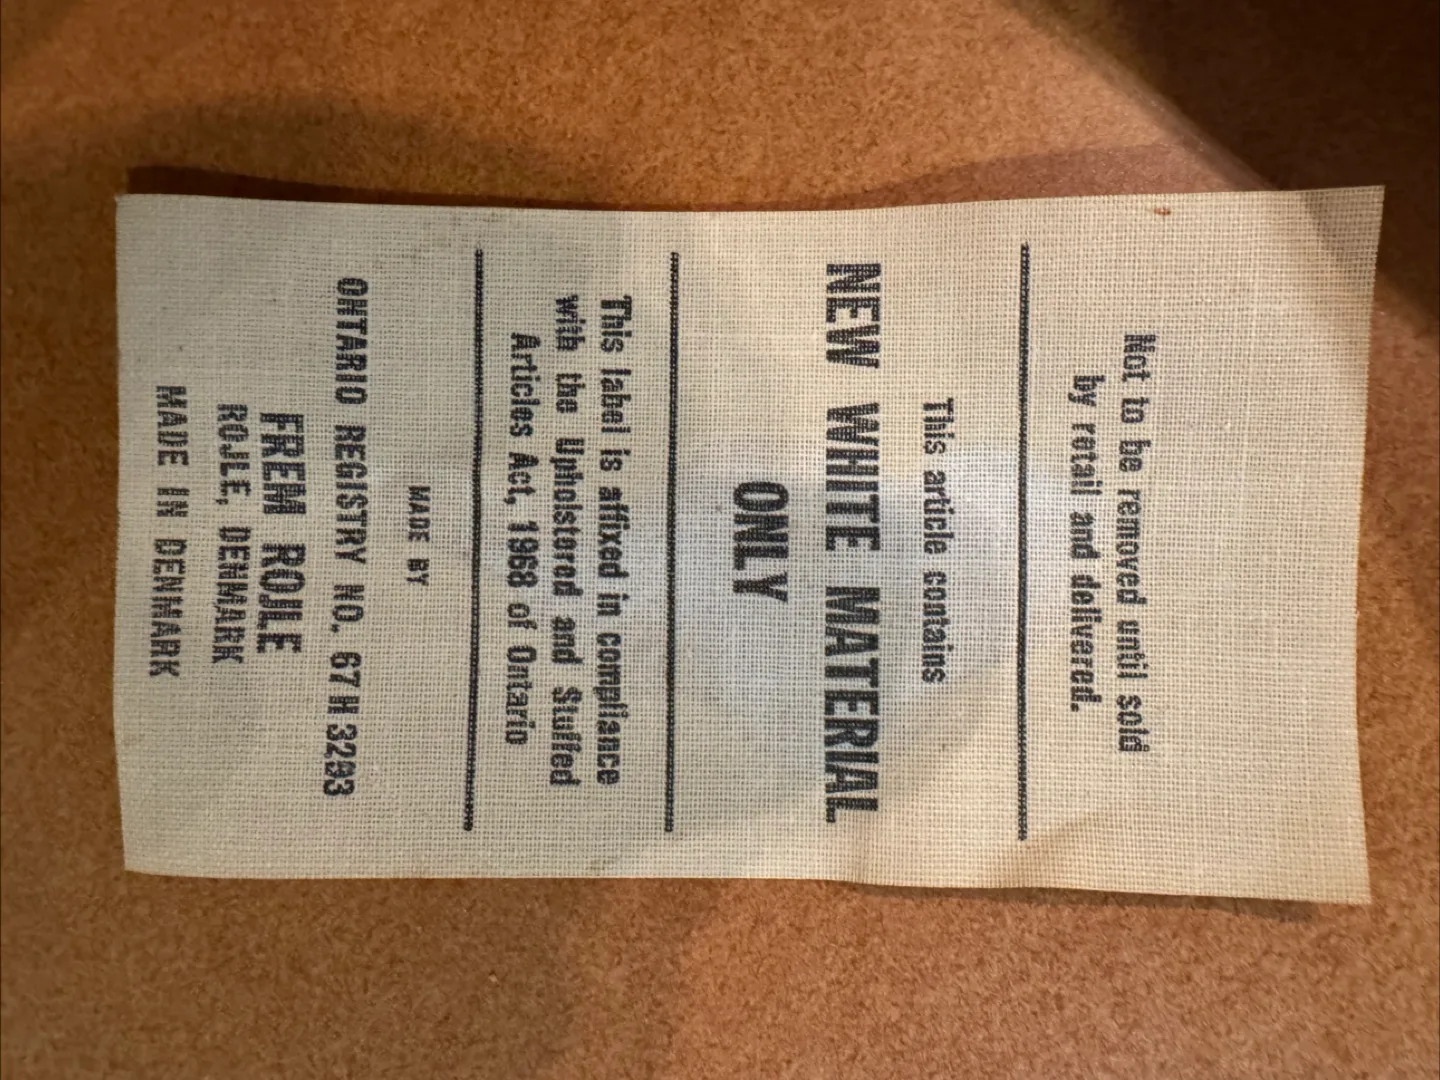 Not to be removed until sold
by retail and delivered.
This article contains
NEW WHITE MATERIAL
ONLY
This label is affixed in compliance
with the Upholstered and Stuffed
Articles Act, 1968 of Ontario
MADE BY
ONTARIO REGISTRY NO. 67H3293
FREM ROJLE
ROJLE, DENMARK
MADE IN DENMARK